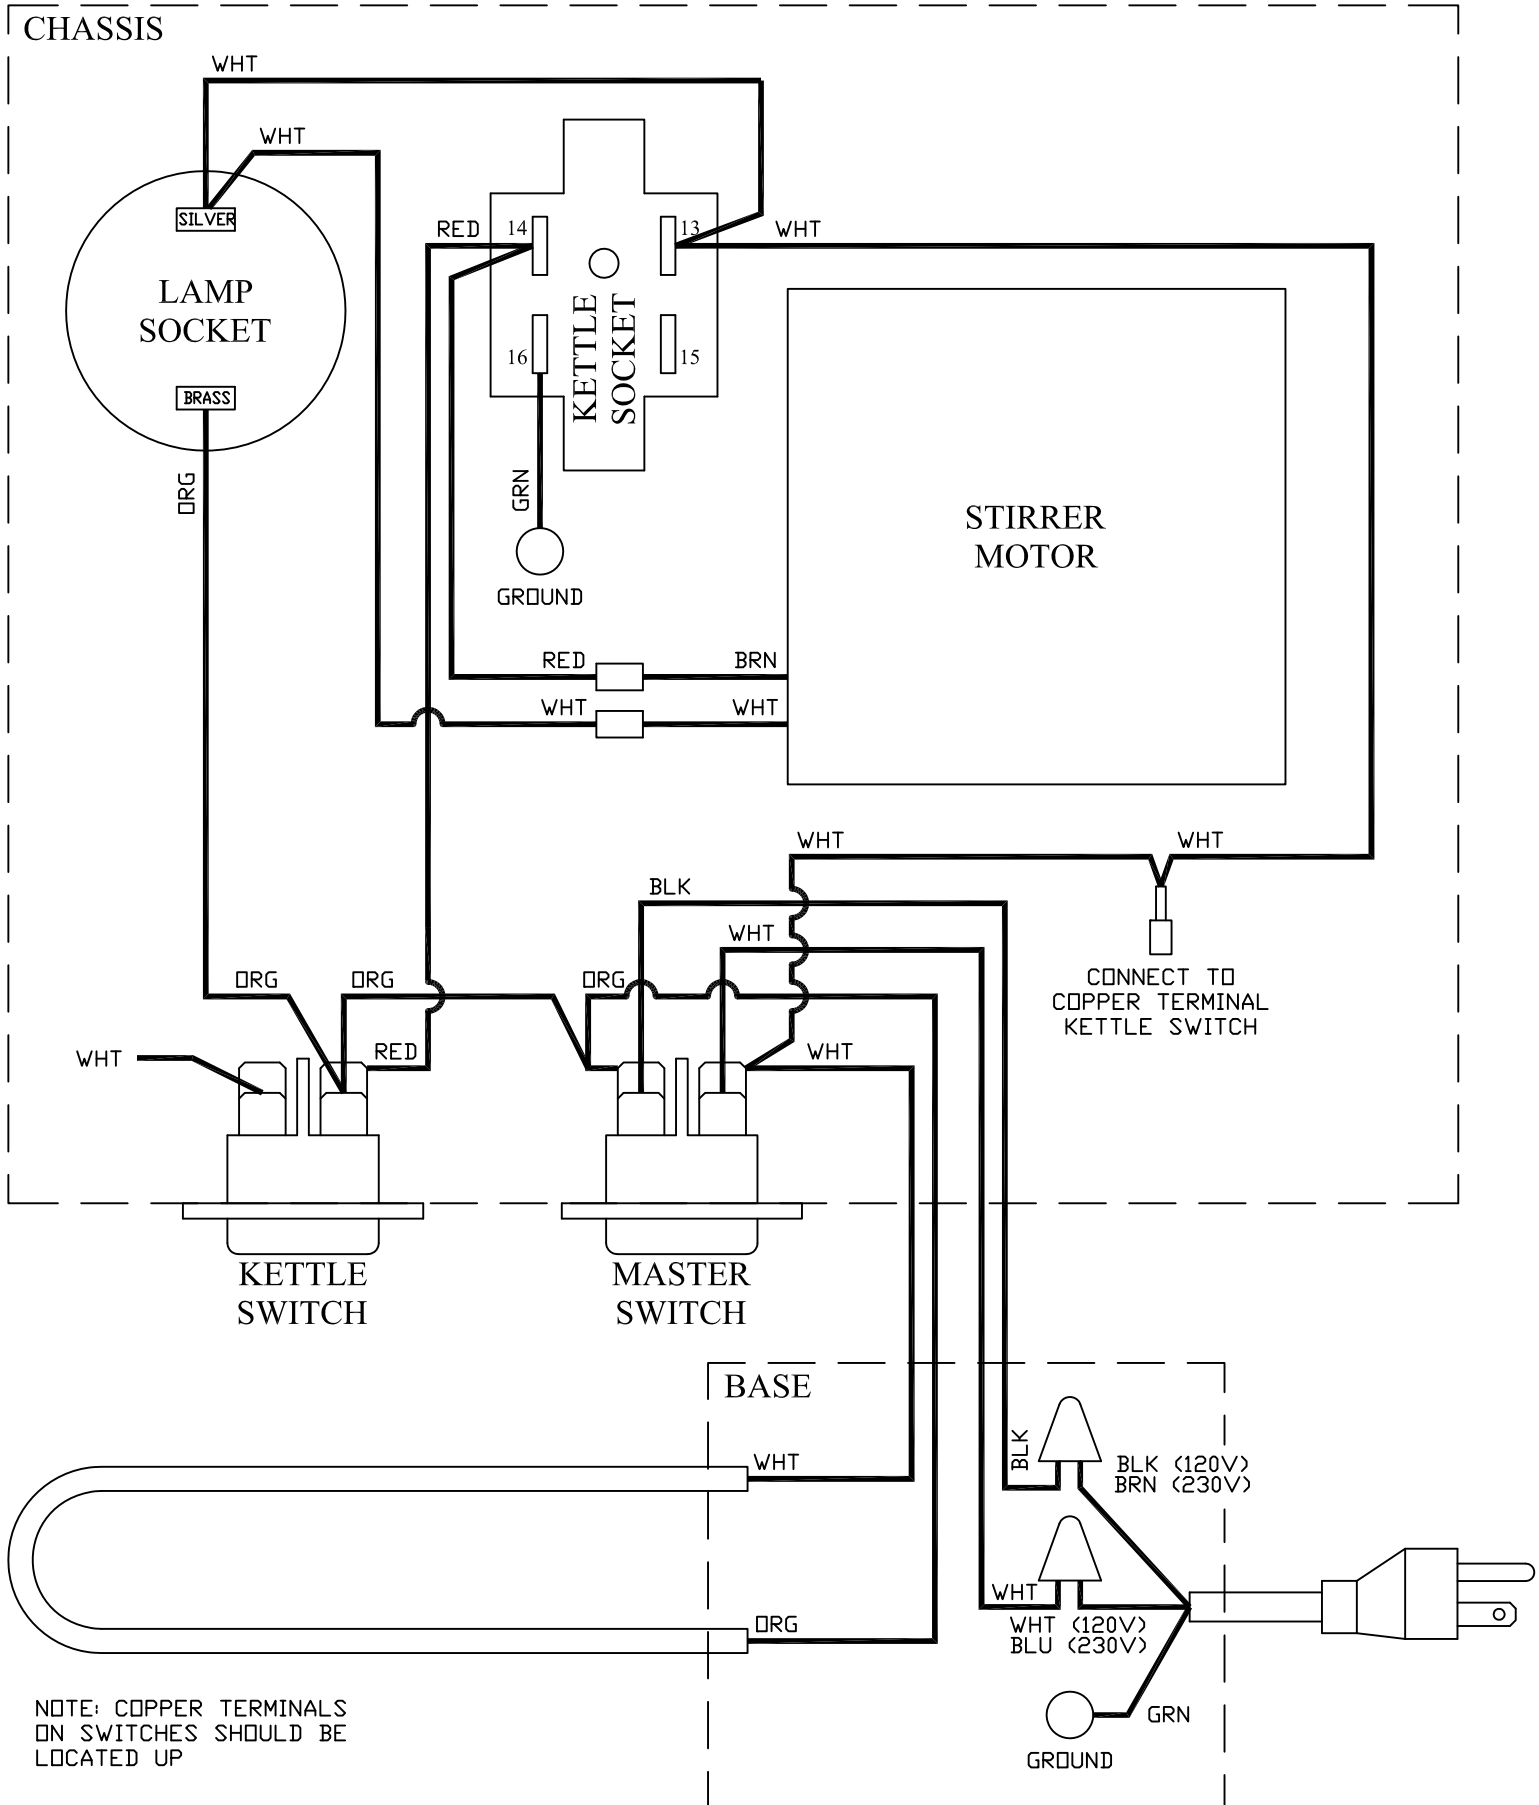 CHASSIS
WHT
WHT
SILVER
LAMP
SOCKET
BRASS
ORG
RED
14
13
WHT
16
15
KETTLE
SOCKET
GRN
GROUND
STIRRER
MOTOR
RED
BRN
WHT
WHT
WHT
WHT
BLK
WHT
ORG
ORG
ORG
CONNECT TO
COPPER TERMINAL
KETTLE SWITCH
WHT
RED
WHT
KETTLE
SWITCH
MASTER
SWITCH
BASE
WHT
BLK
BLK (120V)
BRN (230V)
WHT
WHT (120V)
BLU (230V)
ORG
GRN
GROUND
NOTE: COPPER TERMINALS
ON SWITCHES SHOULD BE
LOCATED UP